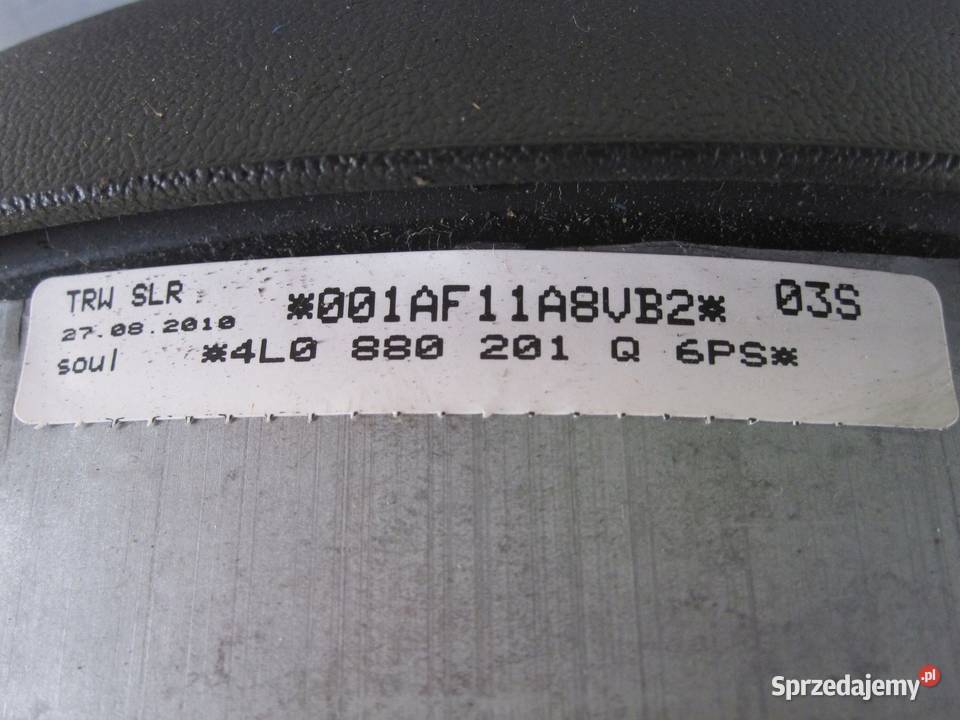 TRW SLR *001AF11A8VB2* 03S
27.08.2010
soul *4L0 880 201 Q 6PS*
Sprzedajemy.pl